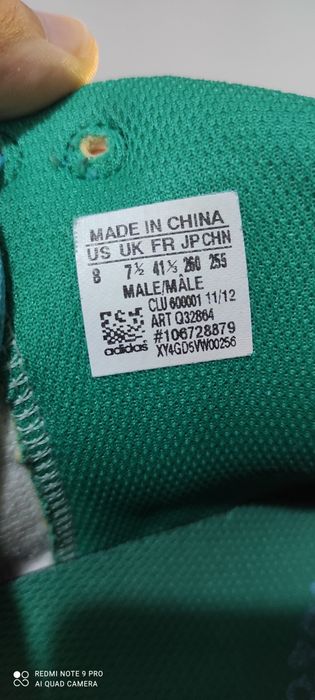 MADE IN CHINA
US UK FR JP CHN
8 7½ 41⅓ 260 255
MALE/MÂLE
CLU 600001 11/12
ART Q32864
#106728879
adidas XY4GD5VW00256
REDMI NOTE 9 PRO
AI QUAD CAMERA